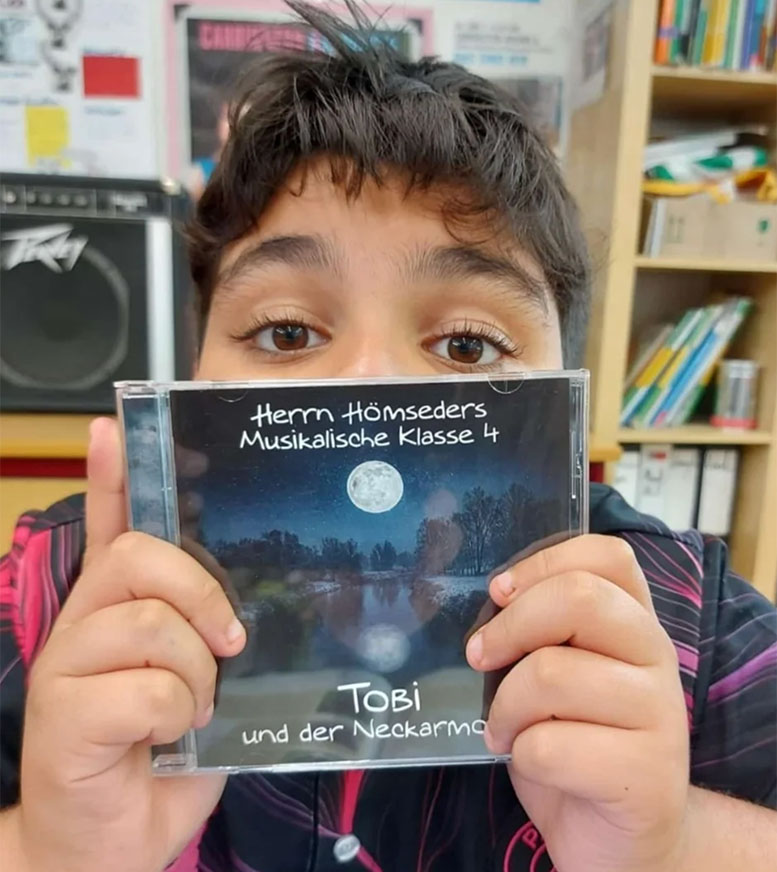 PEAVEY
Herrn Hömseders
Musikalische Klasse 4
TOBi
und der Neckarmo